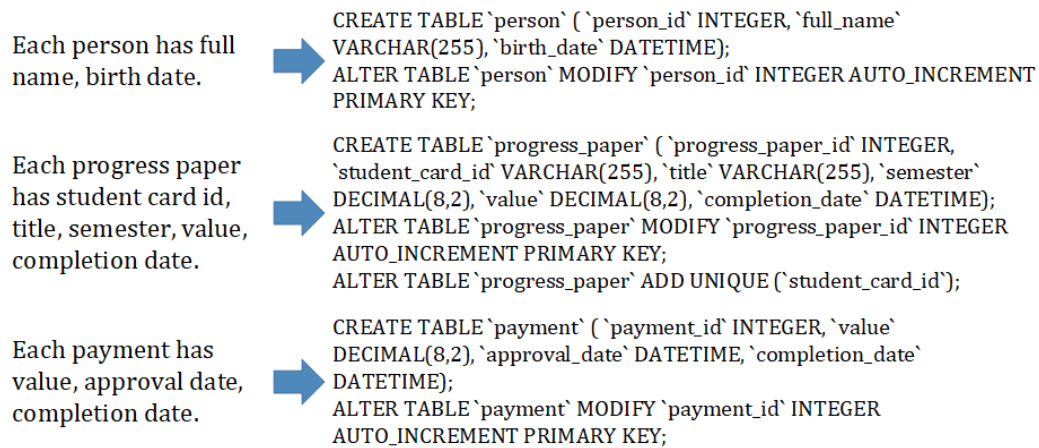 Each person has full
name, birth date.
CREATE TABLE `person` ( `person_id` INTEGER, `full_name`
VARCHAR(255), `birth_date` DATETIME);
ALTER TABLE `person` MODIFY `person_id` INTEGER AUTO_INCREMENT
PRIMARY KEY;
Each progress paper
has student card id,
title, semester, value,
completion date.
CREATE TABLE `progress_paper` ( `progress_paper_id` INTEGER,
`student_card_id` VARCHAR(255), `title` VARCHAR(255), `semester`
DECIMAL(8,2), `value` DECIMAL(8,2), `completion_date` DATETIME);
ALTER TABLE `progress_paper` MODIFY `progress_paper_id` INTEGER
AUTO_INCREMENT PRIMARY KEY;
ALTER TABLE `progress_paper` ADD UNIQUE (`student_card_id`);
Each payment has
value, approval date,
completion date.
CREATE TABLE `payment` ( `payment_id` INTEGER, `value`
DECIMAL(8,2), `approval_date` DATETIME, `completion_date`
DATETIME);
ALTER TABLE `payment` MODIFY `payment_id` INTEGER
AUTO_INCREMENT PRIMARY KEY;